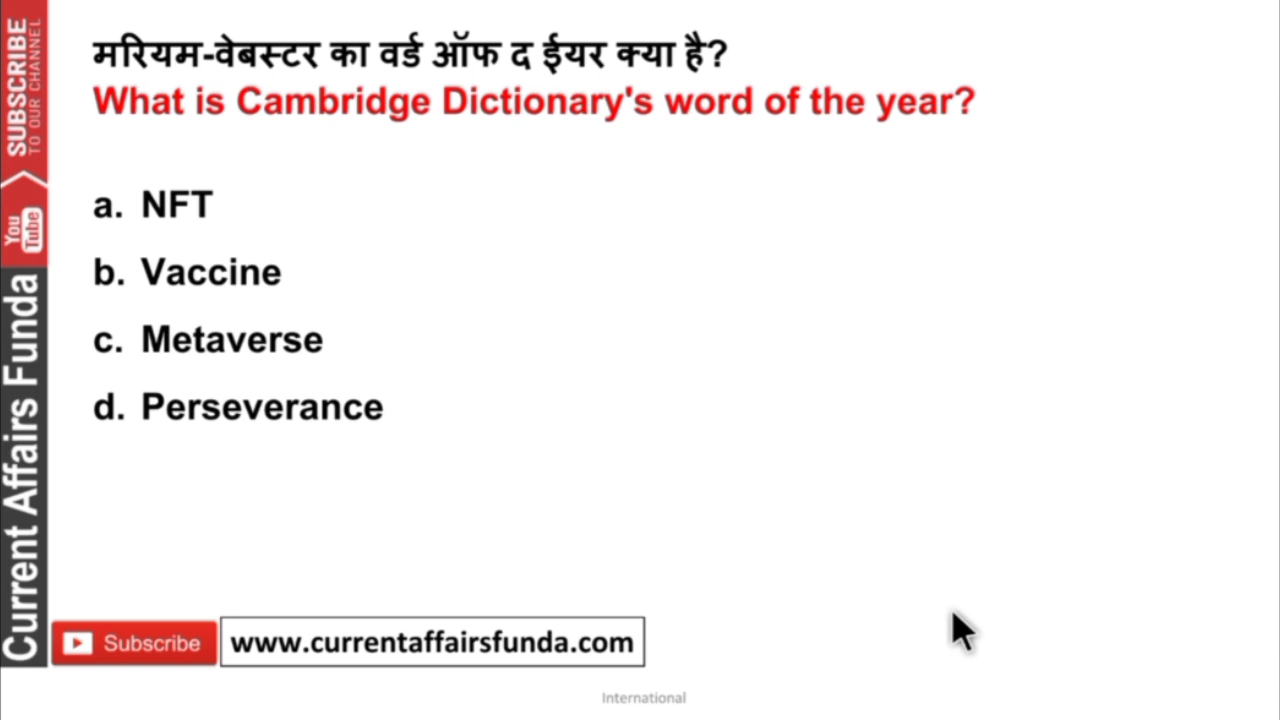 मरियम-वेबस्टर का वर्ड ऑफ द ईयर क्या है?
What is Cambridge Dictionary's word of the year?
a. NFT
b. Vaccine
c. Metaverse
d. Perseverance
SUBSCRIBE
TO OUR CHANNEL
You
Tube
Current Affairs Funda
Subscribe
www.currentaffairsfunda.com
International